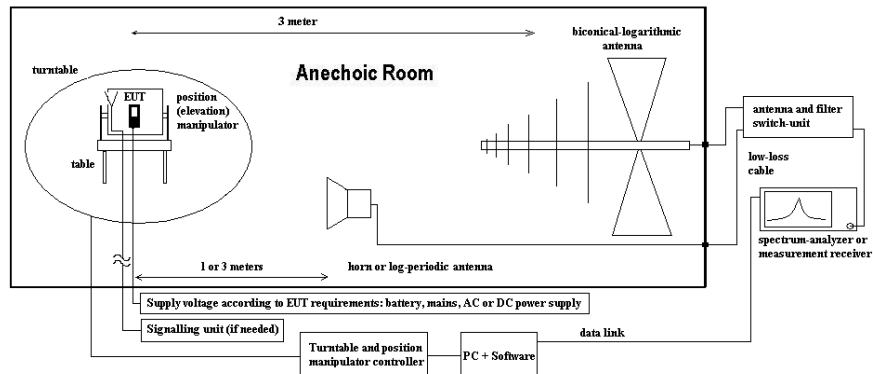 3 meter
biconical-logarithmic
antenna
Anechoic Room
turntable
EUT
position
(elevation)
manipulator
table
antenna and filter
switch-unit
low-loss
cable
spectrum-analyzer or
measurement receiver
1 or 3 meters
horn or log-periodic antenna
Supply voltage according to EUT requirements: battery, mains, AC or DC power supply
Signalling unit (if needed)
data link
Turntable and position
manipulator controller
PC + Software